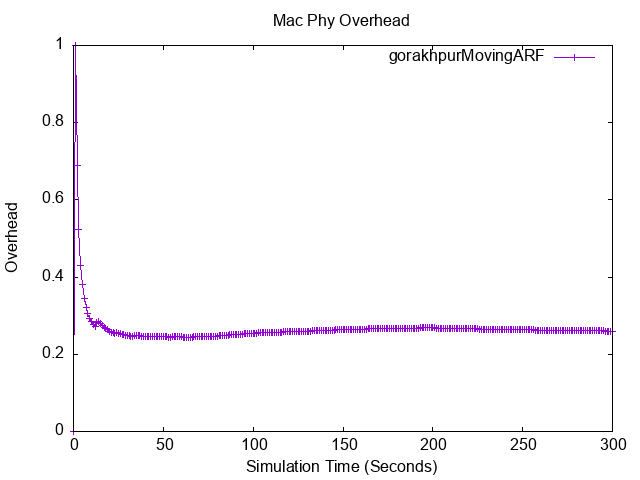 Mac Phy Overhead
gorakhpurMovingARF
Overhead
1
0.8
0.6
0.4
0.2
0
0 50 100 150 200 250 300
Simulation Time (Seconds)